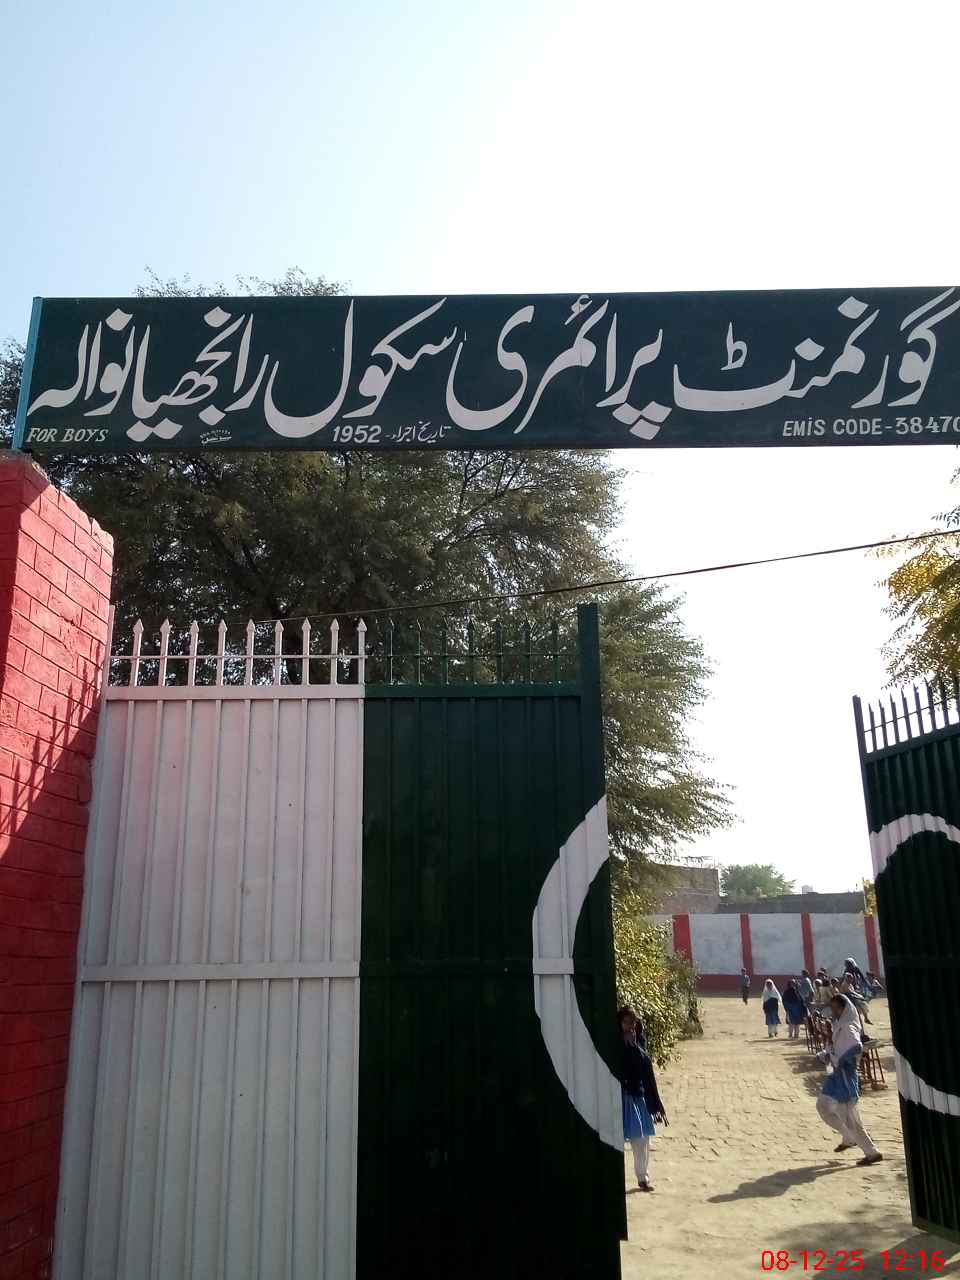 گورنمنٹ پرائمری سکول رانجھیانوالہ
EMIS CODE-38470
تاریخ اجراء-1952
FOR BOYS
08-12-25 12:16